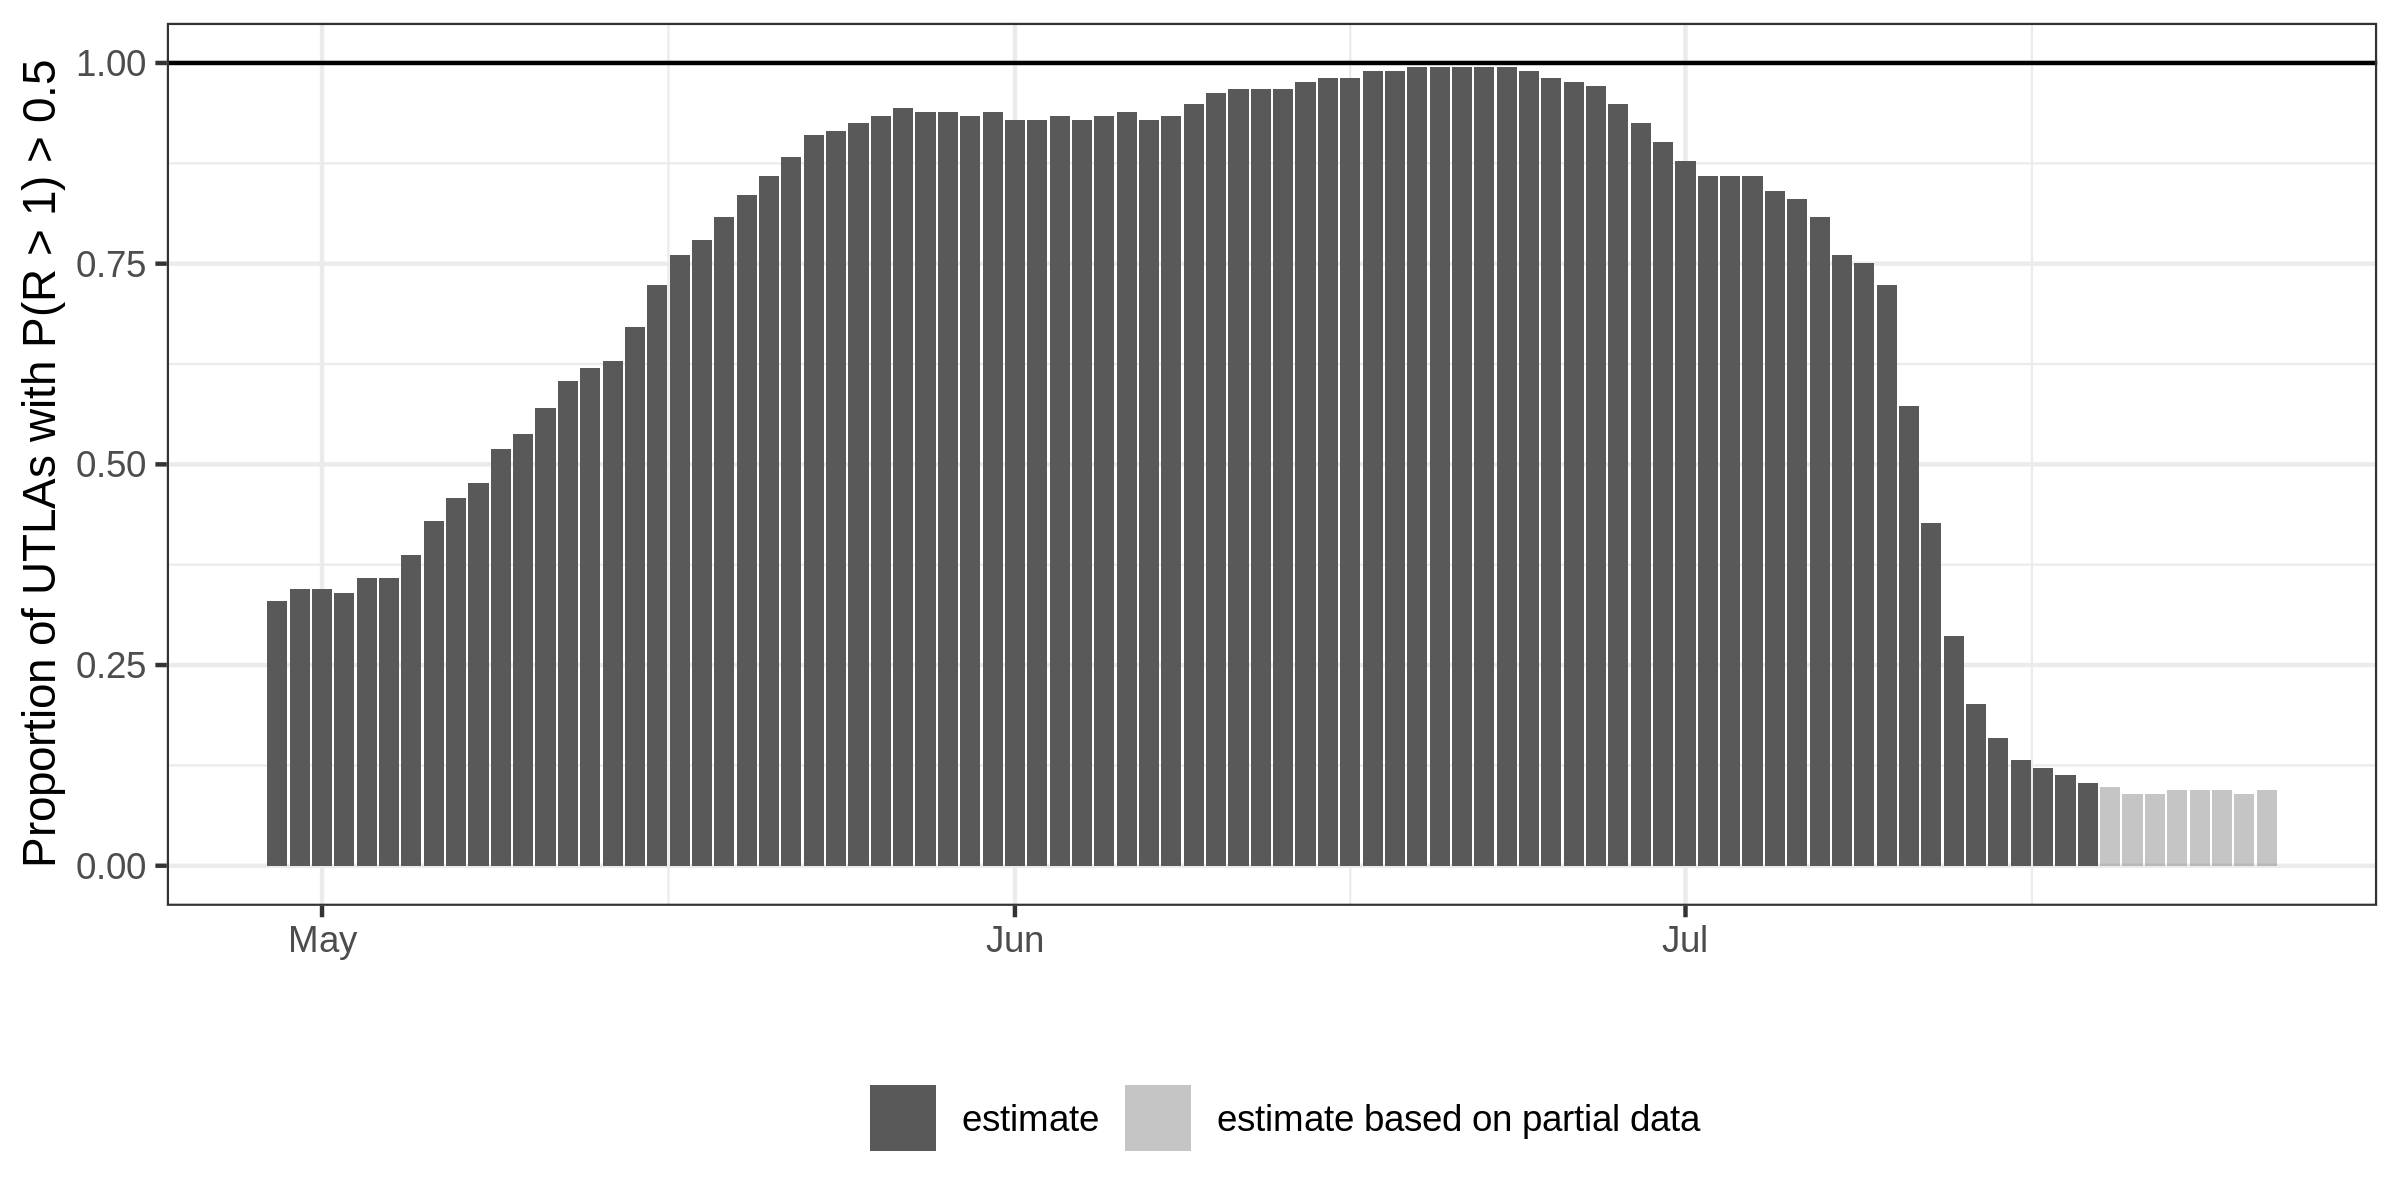 Proportion of UTLAs with P(R > 1) > 0.5
1.00
0.75
0.50
0.25
0.00
May Jun Jul
estimate estimate based on partial data